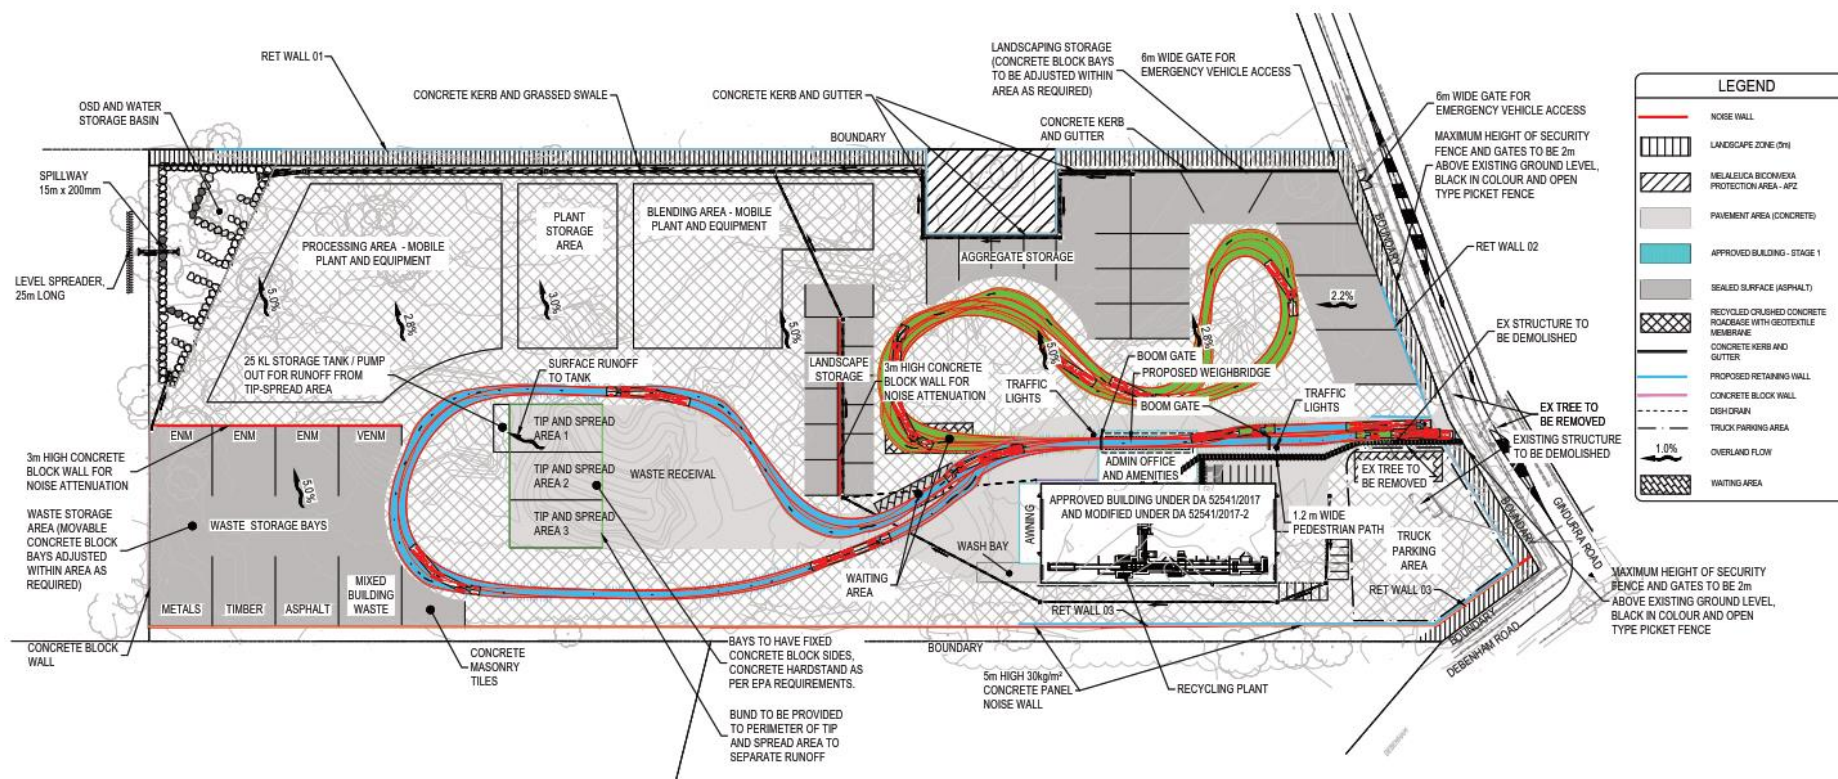 RET WALL 01
OSD AND WATER
STORAGE BASIN
CONCRETE KERB AND GRASSED SWALE
CONCRETE KERB AND GUTTER
BOUNDARY
LANDSCAPING STORAGE
(CONCRETE BLOCK BAYS
TO BE ADJUSTED WITHIN
AREA AS REQUIRED)
CONCRETE KERB
AND GUTTER
6m WIDE GATE FOR
EMERGENCY VEHICLE ACCESS
6m WIDE GATE FOR
EMERGENCY VEHICLE ACCESS
MAXIMUM HEIGHT OF SECURITY
FENCE AND GATES TO BE 2m
ABOVE EXISTING GROUND LEVEL,
BLACK IN COLOUR AND OPEN
TYPE PICKET FENCE
SPILLWAY
15m x 200mm
LEVEL SPREADER,
25m LONG
PROCESSING AREA - MOBILE
PLANT AND EQUIPMENT
PLANT
STORAGE
AREA
BLENDING AREA - MOBILE
PLANT AND EQUIPMENT
AGGREGATE STORAGE
BOUNDARY
RET WALL 02
5.0%
2.8%
3.0%
5.0%
5.0%
2.8%
2.2%
25 KL STORAGE TANK / PUMP
OUT FOR RUNOFF FROM
TIP-SPREAD AREA
SURFACE RUNOFF
TO TANK
LANDSCAPE
STORAGE
3m HIGH CONCRETE
BLOCK WALL FOR
NOISE ATTENUATION
TRAFFIC
LIGHTS
BOOM GATE
PROPOSED WEIGHBRIDGE
BOOM GATE
TRAFFIC
LIGHTS
EX STRUCTURE TO
BE DEMOLISHED
EX TREE TO
BE REMOVED
EXISTING STRUCTURE
TO BE DEMOLISHED
ENM
ENM
ENM
VENM
3m HIGH CONCRETE
BLOCK WALL FOR
NOISE ATTENUATION
5.0%
WASTE STORAGE
AREA (MOVABLE
CONCRETE BLOCK
BAYS ADJUSTED
WITHIN AREA AS
REQUIRED)
WASTE STORAGE BAYS
METALS
TIMBER
ASPHALT
MIXED
BUILDING
WASTE
TIP AND SPREAD
AREA 1
TIP AND SPREAD
AREA 2
TIP AND SPREAD
AREA 3
WASTE RECEIVAL
ADMIN OFFICE
AND AMENITIES
EX TREE TO
BE REMOVED
APPROVED BUILDING UNDER DA 52541/2017
AND MODIFIED UNDER DA 52541/2017-2
AWNING
WASH BAY
1.2 m WIDE
PEDESTRIAN PATH
TRUCK
PARKING
AREA
BOUNDARY
GINDURRA ROAD
WAITING
AREA
RET WALL 03
RET WALL 03
BOUNDARY
DEBENHAM ROAD
MAXIMUM HEIGHT OF SECURITY
FENCE AND GATES TO BE 2m
ABOVE EXISTING GROUND LEVEL,
BLACK IN COLOUR AND OPEN
TYPE PICKET FENCE
CONCRETE BLOCK
WALL
CONCRETE
MASONRY
TILES
BAYS TO HAVE FIXED
CONCRETE BLOCK SIDES,
CONCRETE HARDSTAND AS
PER EPA REQUIREMENTS.
BUND TO BE PROVIDED
TO PERIMETER OF TIP
AND SPREAD AREA TO
SEPARATE RUNOFF
BOUNDARY
5m HIGH 30kg/m²
CONCRETE PANEL
NOISE WALL
RECYCLING PLANT
LEGEND
NOISE WALL
LANDSCAPE ZONE (5m)
MELALEUCA BICONVEXA
PROTECTION AREA - APZ
PAVEMENT AREA (CONCRETE)
APPROVED BUILDING - STAGE 1
SEALED SURFACE (ASPHALT)
RECYCLED CRUSHED CONCRETE
ROADBASE WITH GEOTEXTILE
MEMBRANE
CONCRETE KERB AND
GUTTER
PROPOSED RETAINING WALL
CONCRETE BLOCK WALL
DISH DRAIN
TRUCK PARKING AREA
1.0%
OVERLAND FLOW
WAITING AREA